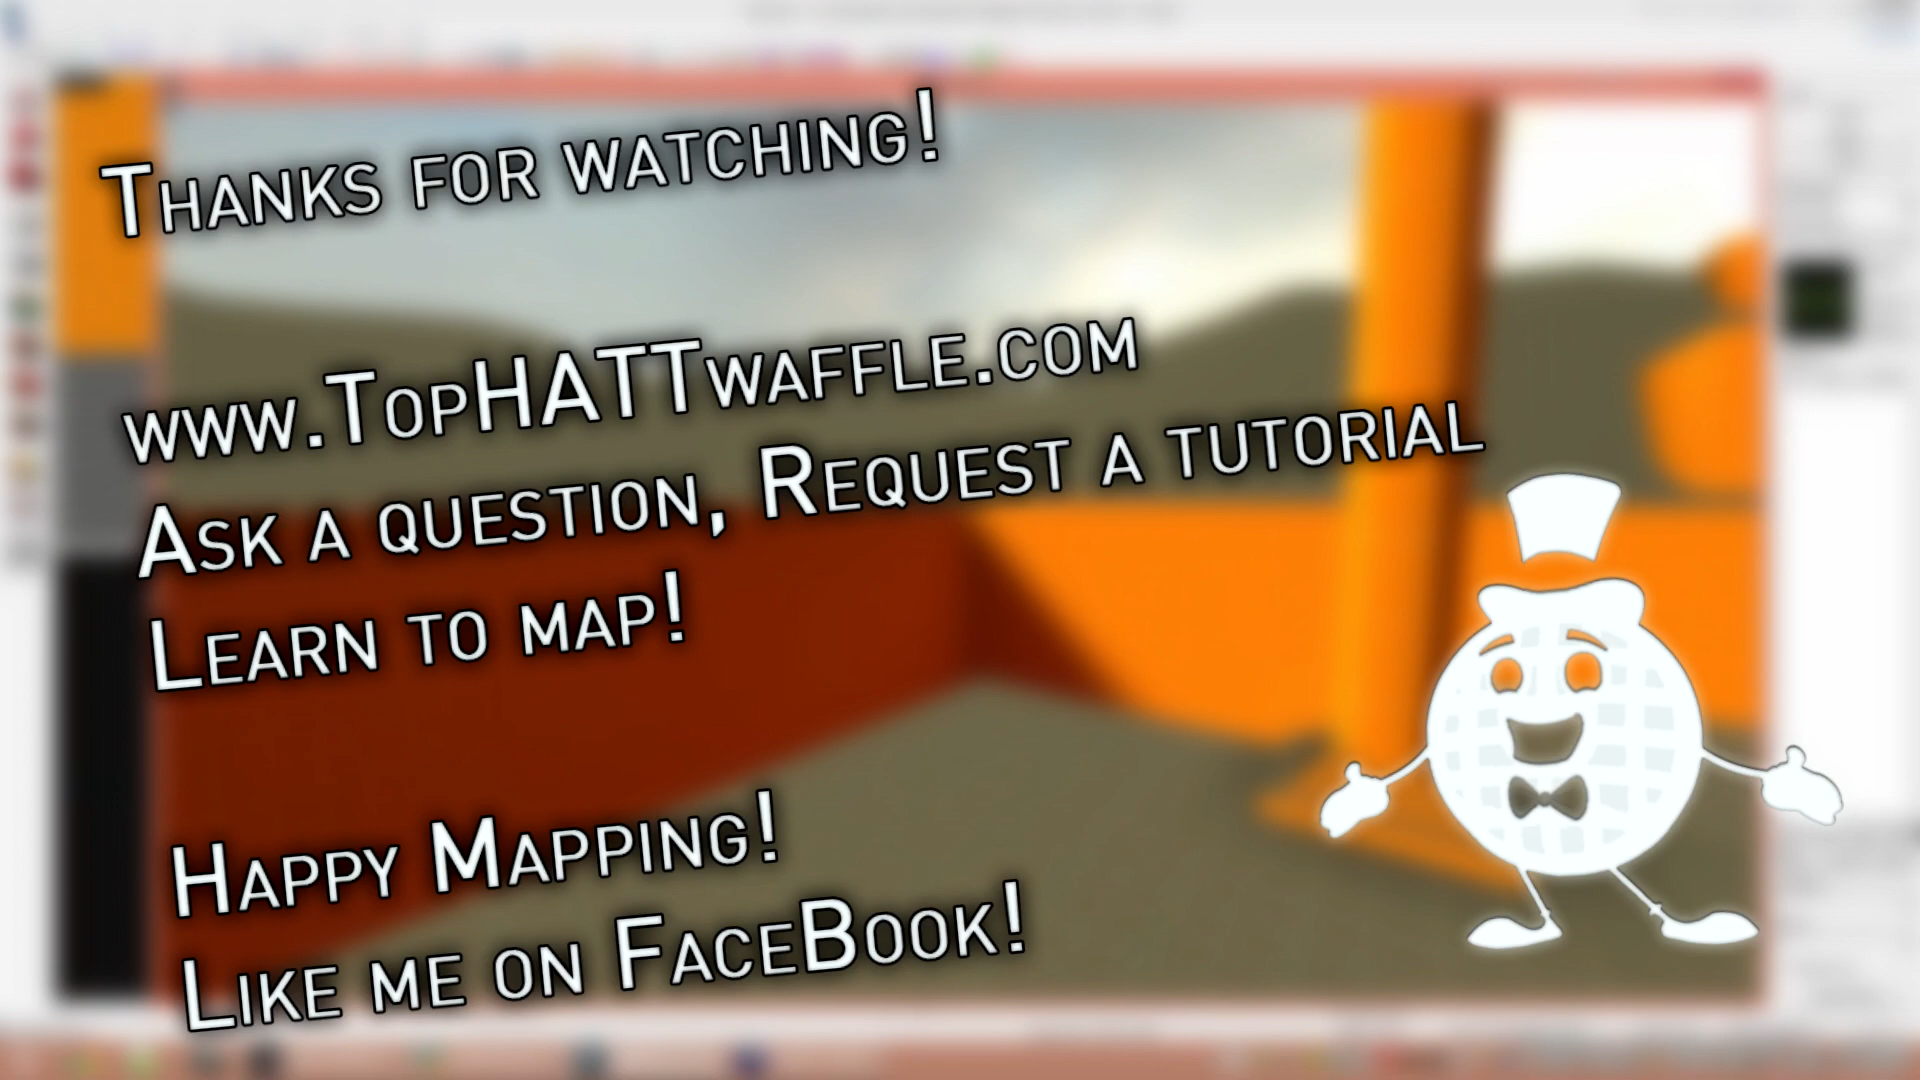 Thanks for watching!
www.TopHATTwaffle.com
Ask a question, Request a tutorial
Learn to map!
Happy Mapping!
Like me on FaceBook!